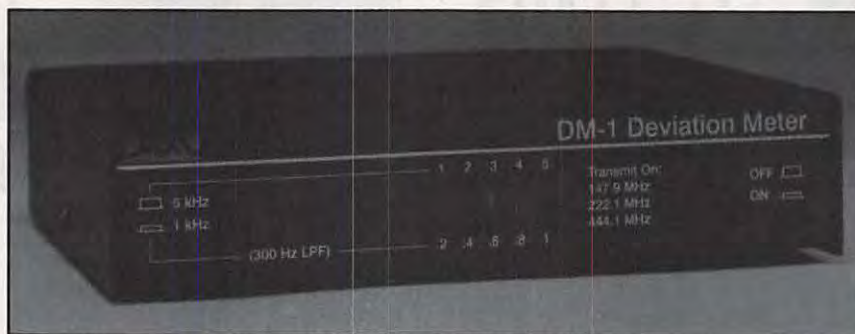 DM-1 Deviation Meter
1 2 3 4 5
5 kHz
1 kHz
(300 Hz LPF)
.2 .4 .6 .8 1
Transmit On:
147.9 MHz
222.1 MHz
444.1 MHz
OFF
ON